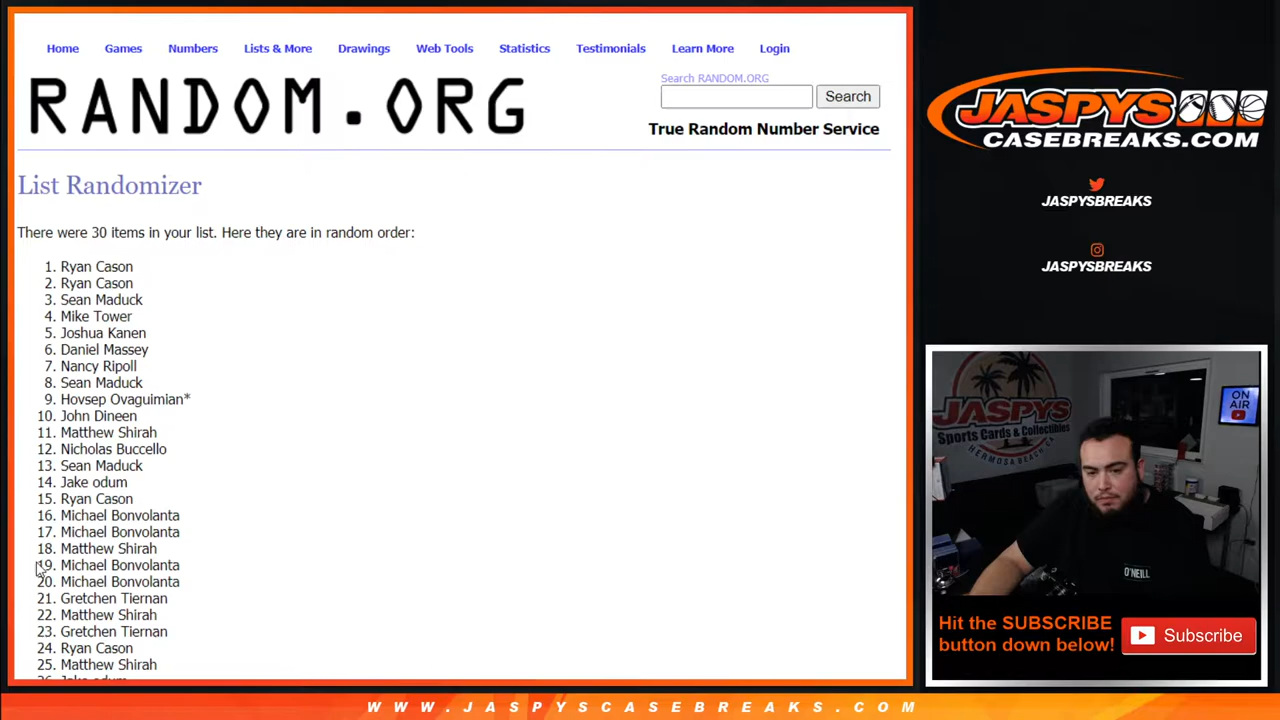 Home Games Numbers Lists & More Drawings Web Tools Statistics Testimonials Learn More Login
RANDOM.ORG
Search RANDOM.ORG
Search
True Random Number Service
List Randomizer
There were 30 items in your list. Here they are in random order:
1. Ryan Cason
2. Ryan Cason
3. Sean Maduck
4. Mike Tower
5. Joshua Kanen
6. Daniel Massey
7. Nancy Ripoll
8. Sean Maduck
9. Hovsep Ovaguimian*
10. John Dineen
11. Matthew Shirah
12. Nicholas Buccello
13. Sean Maduck
14. Jake odum
15. Ryan Cason
16. Michael Bonvolanta
17. Michael Bonvolanta
18. Matthew Shirah
19. Michael Bonvolanta
20. Michael Bonvolanta
21. Gretchen Tiernan
22. Matthew Shirah
23. Gretchen Tiernan
24. Ryan Cason
25. Matthew Shirah
26. Jake odum
JASPYS
CASEBREAKS.COM
JASPYSBREAKS
JASPYSBREAKS
JASPYS
Sports Cards & Collectibles
HERMOSA BEACH CA
ON
AIR
O'NEILL
Hit the SUBSCRIBE
button down below!
Subscribe
WWW.JASPYSCASEBREAKS.COM